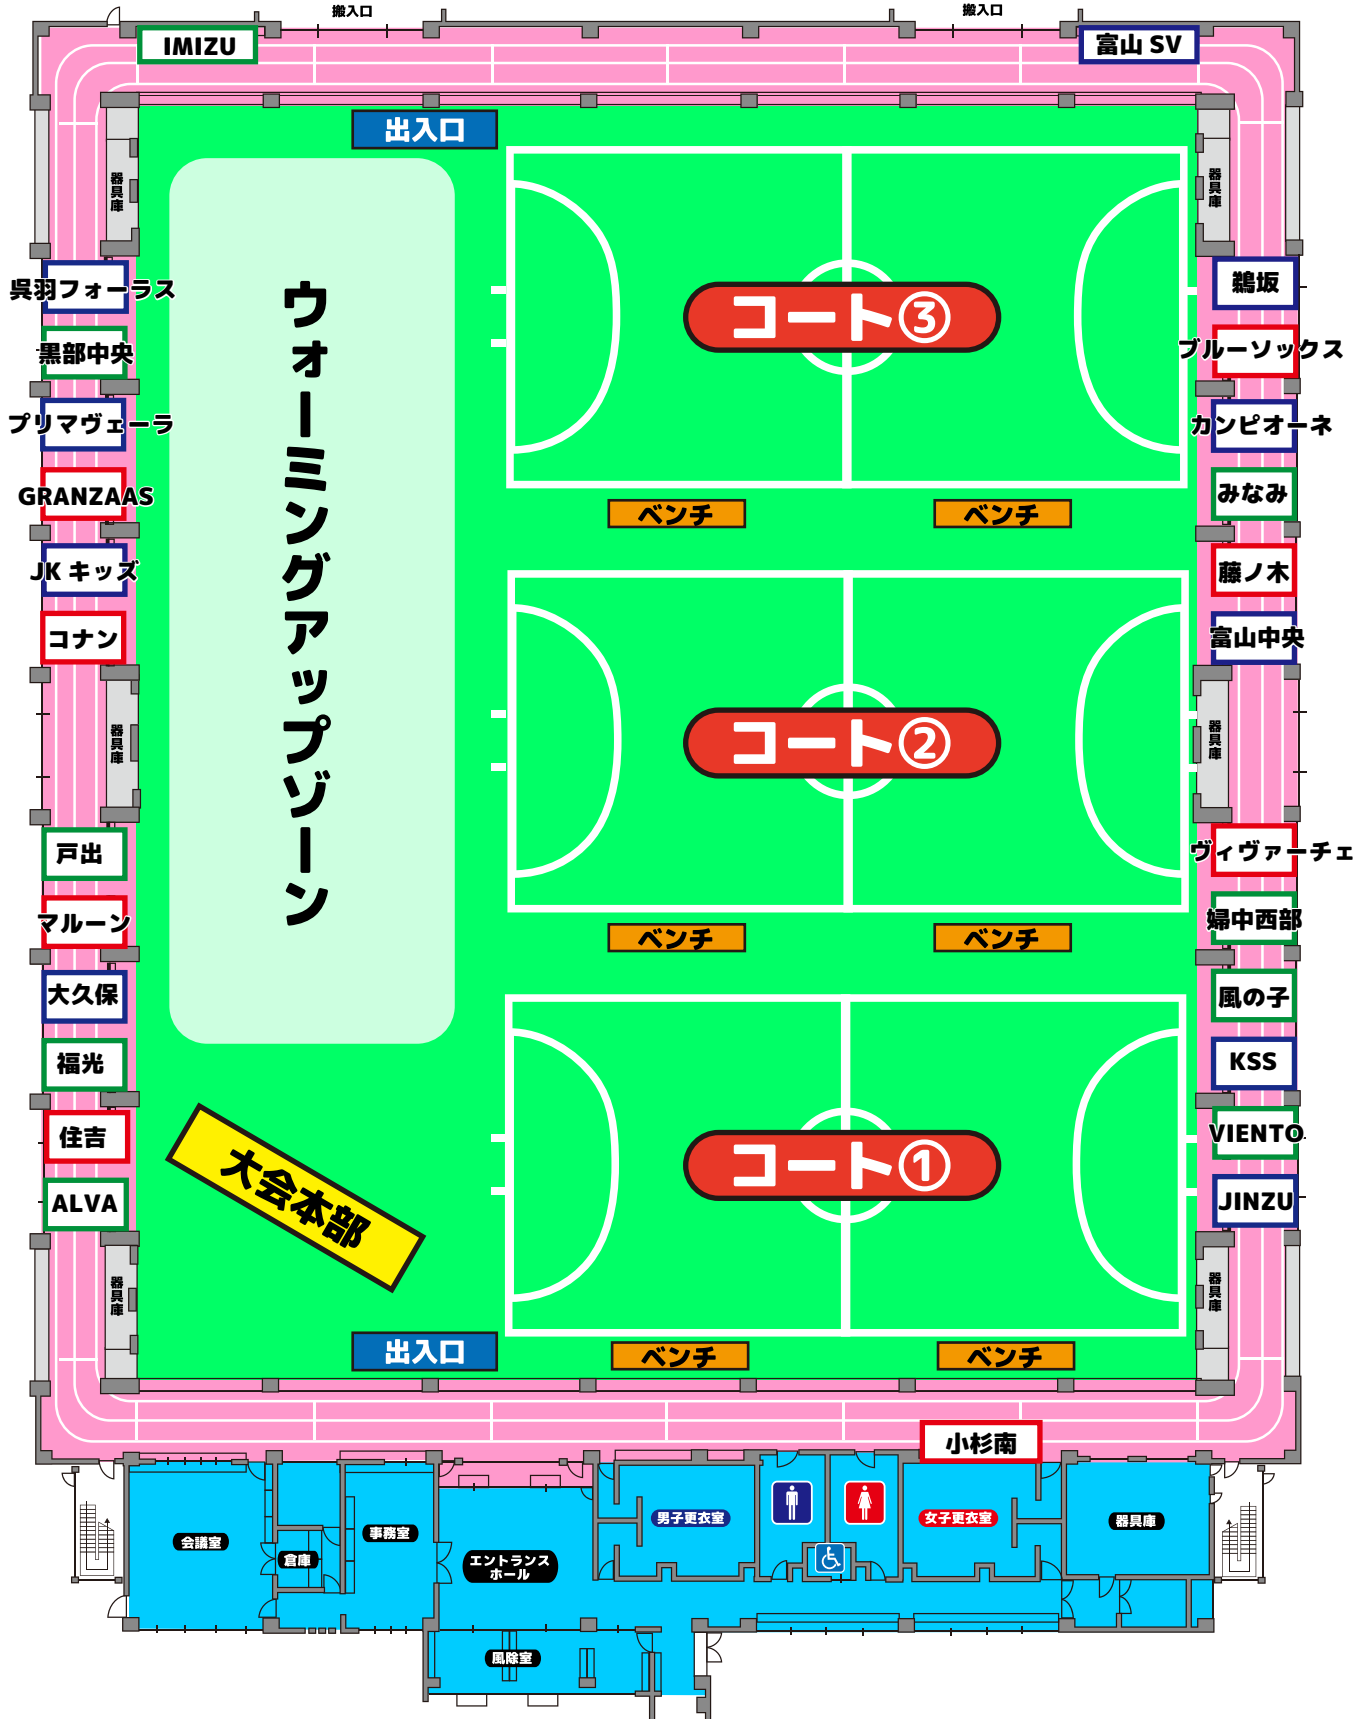 搬入口
搬入口
IMIZU
富山 SV
出入口
器具庫
器具庫
呉羽フォーラス
黒部中央
プリマヴェーラ
GRANZAAS
JK キッズ
コナン
器具庫
戸出
マルーン
大久保
福光
住吉
ALVA
器具庫
ウォーミングアップゾーン
コート③
ベンチ
ベンチ
コート②
ベンチ
ベンチ
コート①
ベンチ
ベンチ
大会本部
出入口
鵜坂
ブルーソックス
カンピオーネ
みなみ
藤ノ木
富山中央
器具庫
ヴィヴァーチェ
婦中西部
風の子
KSS
VIENTO
JINZU
器具庫
小杉南
会議室
倉庫
事務室
エントランス
ホール
男子更衣室
女子更衣室
器具庫
風除室